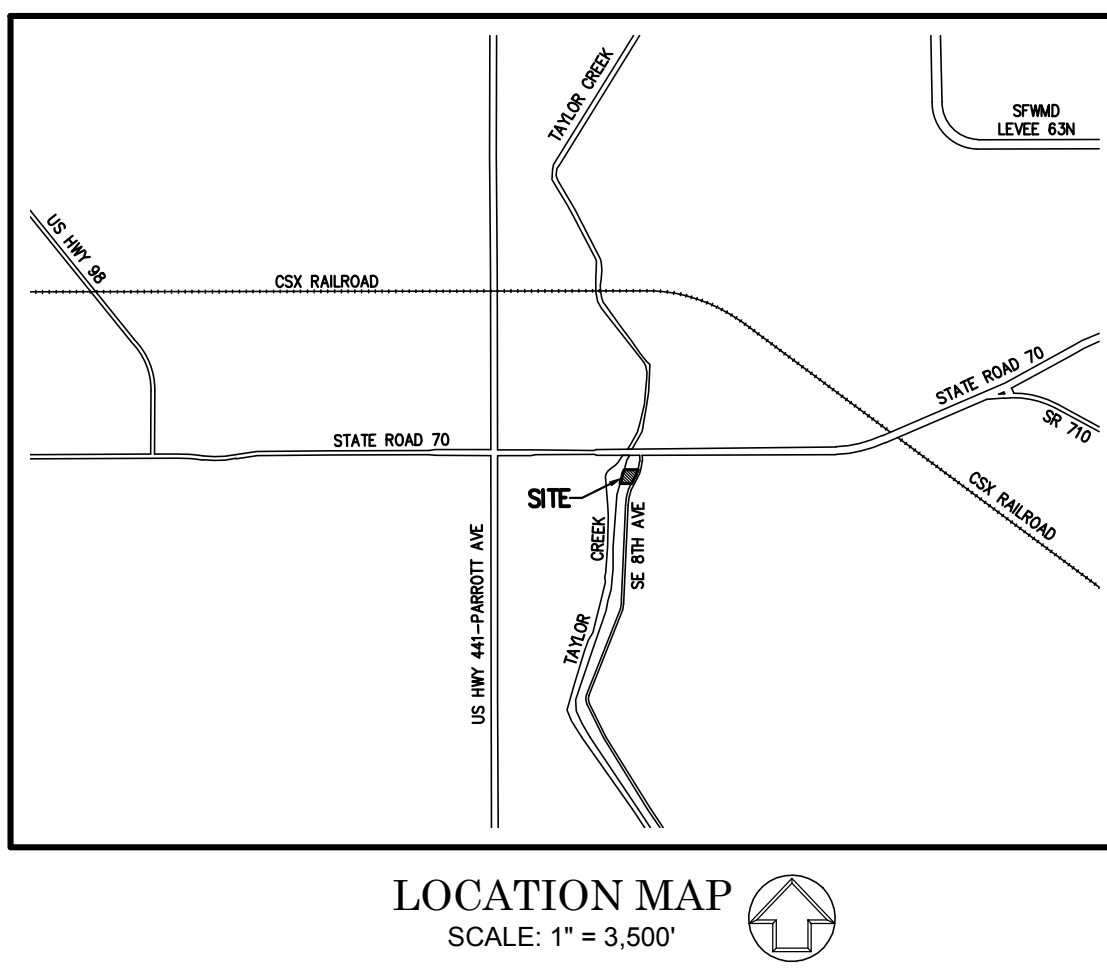 TAYLOR CREEK
SFWMD
LEVEE 63N
US HWY 98
CSX RAILROAD
STATE ROAD 70
SR 710
STATE ROAD 70
CSX RAILROAD
SITE
CREEK
SE 8TH AVE
TAYLOR
US HWY 441-PARROTT AVE
LOCATION MAP
SCALE: 1" = 3,500'